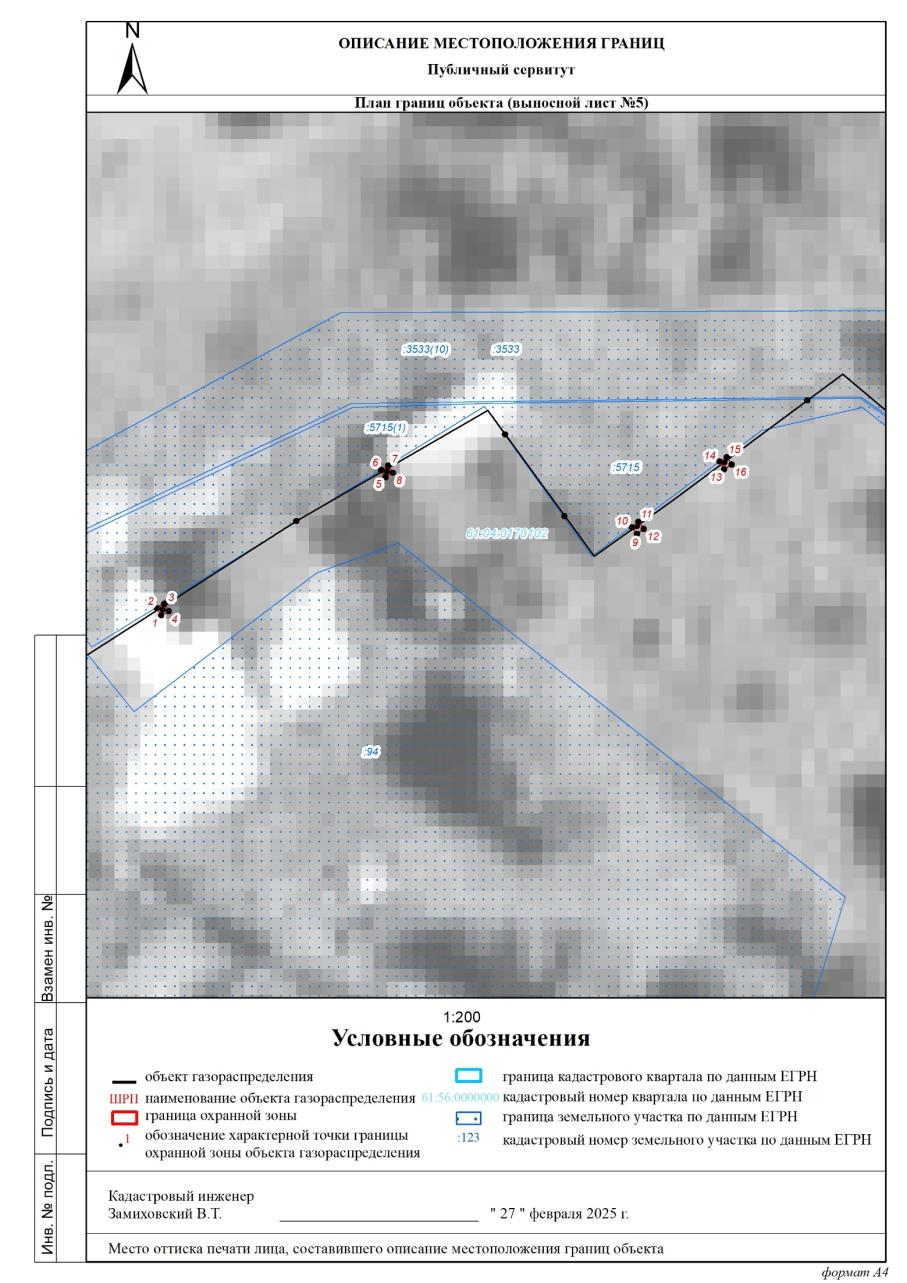 N
ОПИСАНИЕ МЕСТОПОЛОЖЕНИЯ ГРАНИЦ
Публичный сервитут
План границ объекта (выносной лист №5)
:3533(10)
:3533
:5715(1)
:5715
61:04:0170102
:94
1
2
3
4
5
6
7
8
9
10
11
12
13
14
15
16
1:200
Условные обозначения
объект газораспределения
ШРП наименование объекта газораспределения
граница охранной зоны
1 обозначение характерной точки границы
охранной зоны объекта газораспределения
граница кадастрового квартала по данным ЕГРН
61:56:0000000 кадастровый номер квартала по данным ЕГРН
граница земельного участка по данным ЕГРН
:123 кадастровый номер земельного участка по данным ЕГРН
Кадастровый инженер
Замиховский В.Т. " 27 " февраля 2025 г.
Место оттиска печати лица, составившего описание местоположения границ объекта
Взамен инв. №
Подпись и дата
Инв. № подл.
формат А4